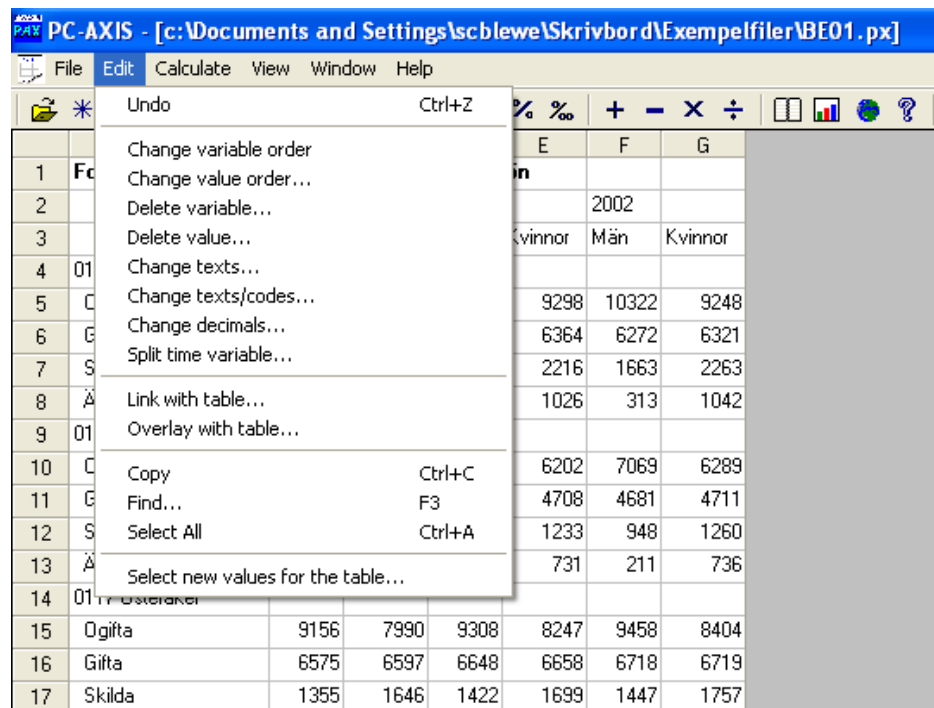 PAX PC-AXIS - [c:\Documents and Settings\scblewe\Skrivbord\Exempelfiler\BE01.px]
File Edit Calculate View Window Help
% ‰ + − × ÷ ?
Undo Ctrl+Z
Change variable order
Change value order...
Delete variable...
Delete value...
Change texts...
Change texts/codes...
Change decimals...
Split time variable...
Link with table...
Overlay with table...
Copy Ctrl+C
Find... F3
Select All Ctrl+A
Select new values for the table...
E F G
1
2 2002
3 Kvinnor Män Kvinnor
4 01
5 9298 10322 9248
6 G 6364 6272 6321
7 S 2216 1663 2263
8 Ä 1026 313 1042
9 01
10 6202 7069 6289
11 G 4708 4681 4711
12 S 1233 948 1260
13 Ä 731 211 736
14 0117 Österåker
15 Ogifta 9156 7990 9308 8247 9458 8404
16 Gifta 6575 6597 6648 6658 6718 6719
17 Skilda 1355 1646 1422 1699 1447 1757